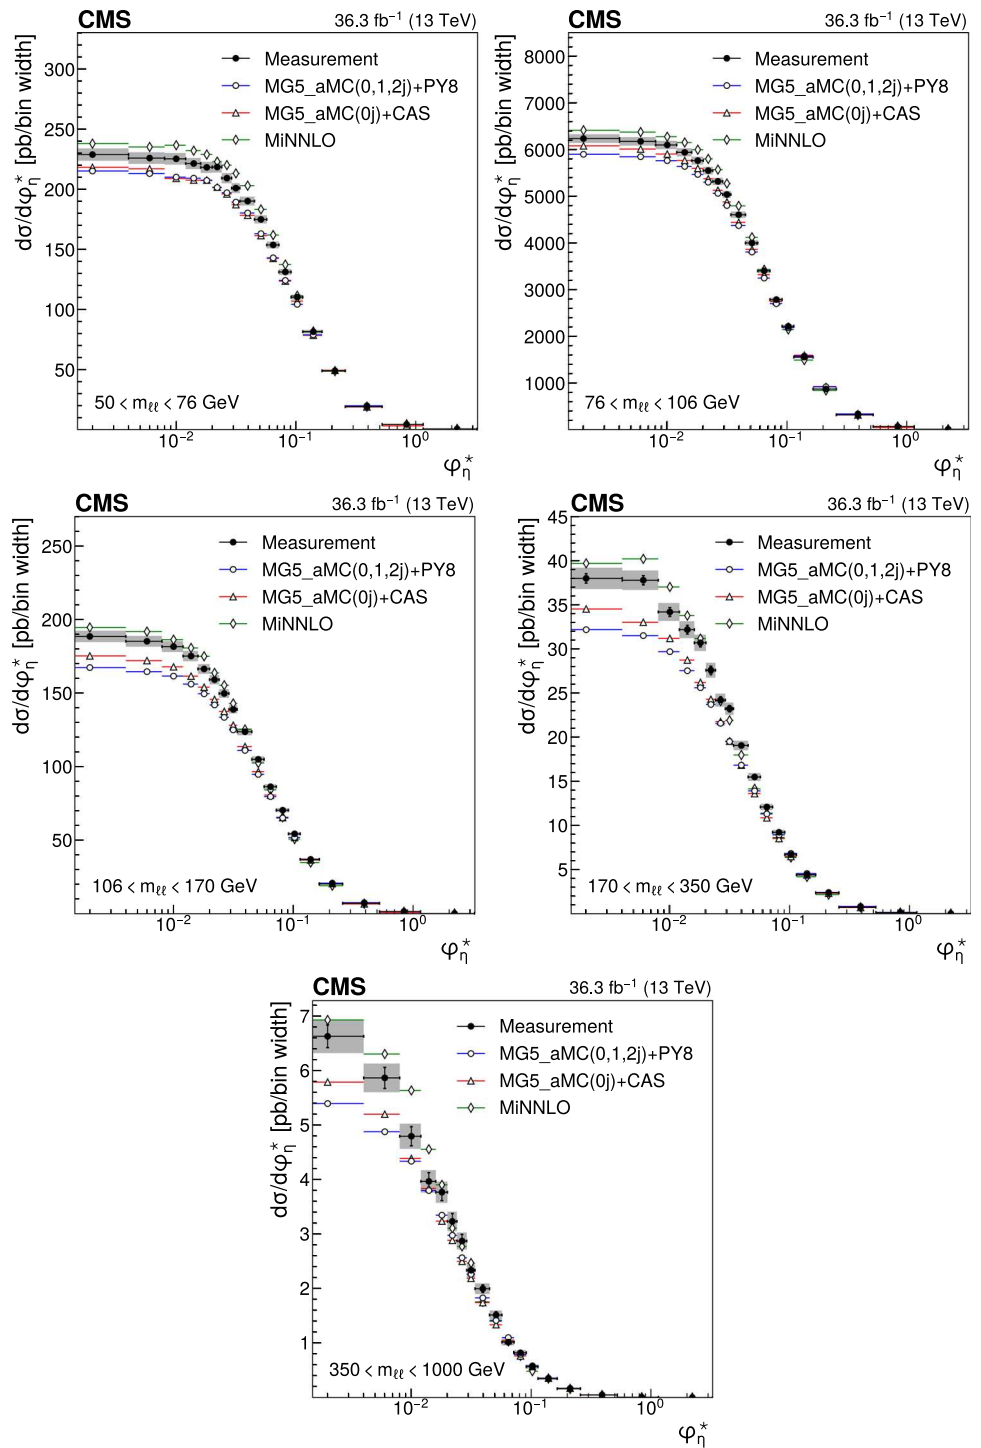 CMS 36.3 fb⁻¹ (13 TeV)
dσ/dφ*η [pb/bin width]
Measurement
MG5_aMC(0,1,2j)+PY8
MG5_aMC(0j)+CAS
MiNNLO
300
250
200
150
100
50
50 < mℓℓ < 76 GeV
10⁻² 10⁻¹ 10⁰
φ*η
CMS 36.3 fb⁻¹ (13 TeV)
dσ/dφ*η [pb/bin width]
Measurement
MG5_aMC(0,1,2j)+PY8
MG5_aMC(0j)+CAS
MiNNLO
8000
7000
6000
5000
4000
3000
2000
1000
76 < mℓℓ < 106 GeV
10⁻² 10⁻¹ 10⁰
φ*η
CMS 36.3 fb⁻¹ (13 TeV)
dσ/dφ*η [pb/bin width]
Measurement
MG5_aMC(0,1,2j)+PY8
MG5_aMC(0j)+CAS
MiNNLO
250
200
150
100
50
106 < mℓℓ < 170 GeV
10⁻² 10⁻¹ 10⁰
φ*η
CMS 36.3 fb⁻¹ (13 TeV)
dσ/dφ*η [pb/bin width]
Measurement
MG5_aMC(0,1,2j)+PY8
MG5_aMC(0j)+CAS
MiNNLO
45
40
35
30
25
20
15
10
5
170 < mℓℓ < 350 GeV
10⁻² 10⁻¹ 10⁰
φ*η
CMS 36.3 fb⁻¹ (13 TeV)
dσ/dφ*η [pb/bin width]
Measurement
MG5_aMC(0,1,2j)+PY8
MG5_aMC(0j)+CAS
MiNNLO
7
6
5
4
3
2
1
350 < mℓℓ < 1000 GeV
10⁻² 10⁻¹ 10⁰
φ*η